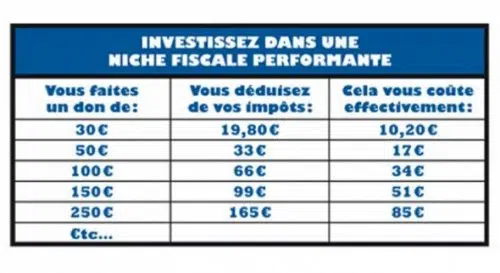 INVESTISSEZ DANS UNE
NICHE FISCALE PERFORMANTE
Vous faites un don de: Vous déduisez de vos impôts: Cela vous coûte effectivement:
30 € 19,80 € 10,20 €
50 € 33 € 17 €
100 € 66 € 34 €
150 € 99 € 51 €
250 € 165 € 85 €
€tc...